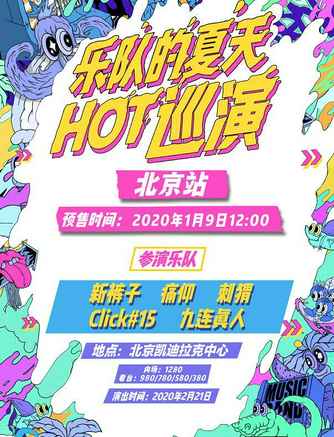 乐队的夏天
HOT巡演
北京站
预售时间：2020年1月9日12:00
参演乐队
新裤子 痛仰 刺猬
Click#15 九连真人
地点：北京凯迪拉克中心
内场：1280
看台：980/780/580/380
演出时间：2020年2月21日
MUSIC
BAND